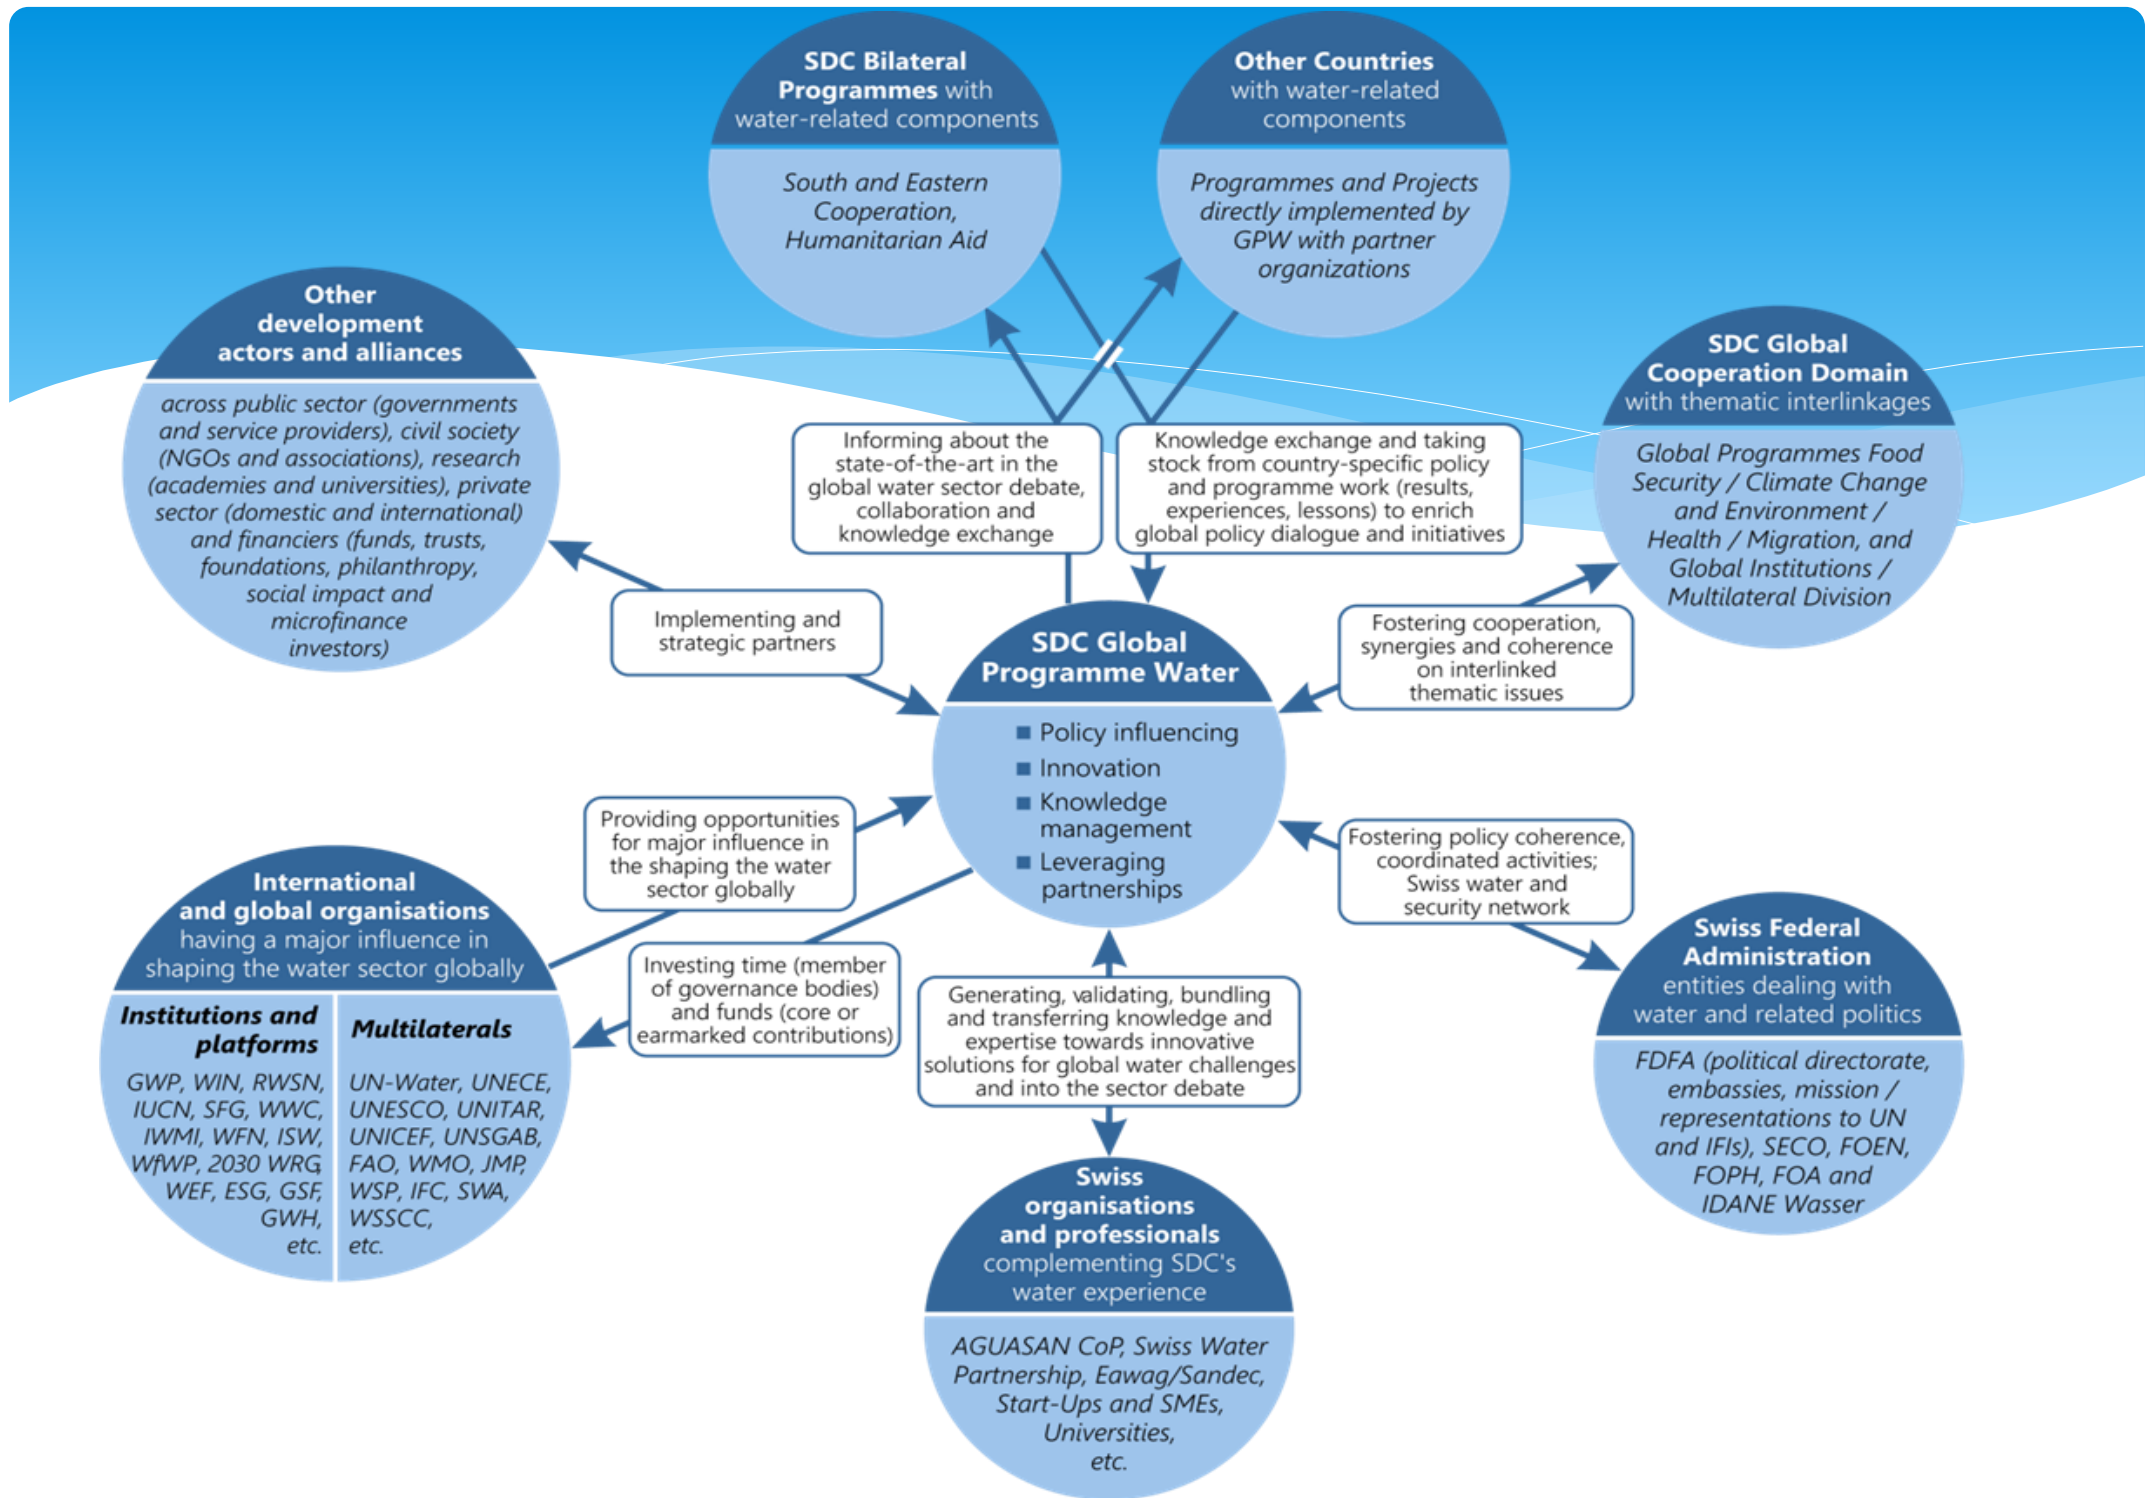 SDC Bilateral
Programmes with
water-related components
South and Eastern
Cooperation,
Humanitarian Aid
Other Countries
with water-related
components
Programmes and Projects
directly implemented by
GPW with partner
organizations
Other
development
actors and alliances
across public sector (governments
and service providers), civil society
(NGOs and associations), research
(academies and universities), private
sector (domestic and international)
and financiers (funds, trusts,
foundations, philanthropy,
social impact and
microfinance
investors)
SDC Global
Cooperation Domain
with thematic interlinkages
Global Programmes Food
Security / Climate Change
and Environment /
Health / Migration, and
Global Institutions /
Multilateral Division
Informing about the
state-of-the-art in the
global water sector debate,
collaboration and
knowledge exchange
Knowledge exchange and taking
stock from country-specific policy
and programme work (results,
experiences, lessons) to enrich
global policy dialogue and initiatives
Implementing and
strategic partners
Fostering cooperation,
synergies and coherence
on interlinked
thematic issues
SDC Global
Programme Water
Policy influencing
Innovation
Knowledge
management
Leveraging
partnerships
Providing opportunities
for major influence in
the shaping the water
sector globally
Fostering policy coherence,
coordinated activities;
Swiss water and
security network
International
and global organisations
having a major influence in
shaping the water sector globally
Institutions and
platforms
GWP, WIN, RWSN,
IUCN, SFG, WWC,
IWMI, WFN, ISW,
WfWP, 2030 WRG,
WEF, ESG, GSF,
GWH,
etc.
Multilaterals
UN-Water, UNECE,
UNESCO, UNITAR,
UNICEF, UNSGAB,
FAO, WMO, JMP,
WSP, IFC, SWA,
WSSCC,
etc.
Investing time (member
of governance bodies)
and funds (core or
earmarked contributions)
Generating, validating, bundling
and transferring knowledge and
expertise towards innovative
solutions for global water challenges
and into the sector debate
Swiss Federal
Administration
entities dealing with
water and related politics
FDFA (political directorate,
embassies, mission /
representations to UN
and IFIs), SECO, FOEN,
FOPH, FOA and
IDANE Wasser
Swiss
organisations
and professionals
complementing SDC's
water experience
AGUASAN CoP, Swiss Water
Partnership, Eawag/Sandec,
Start-Ups and SMEs,
Universities,
etc.